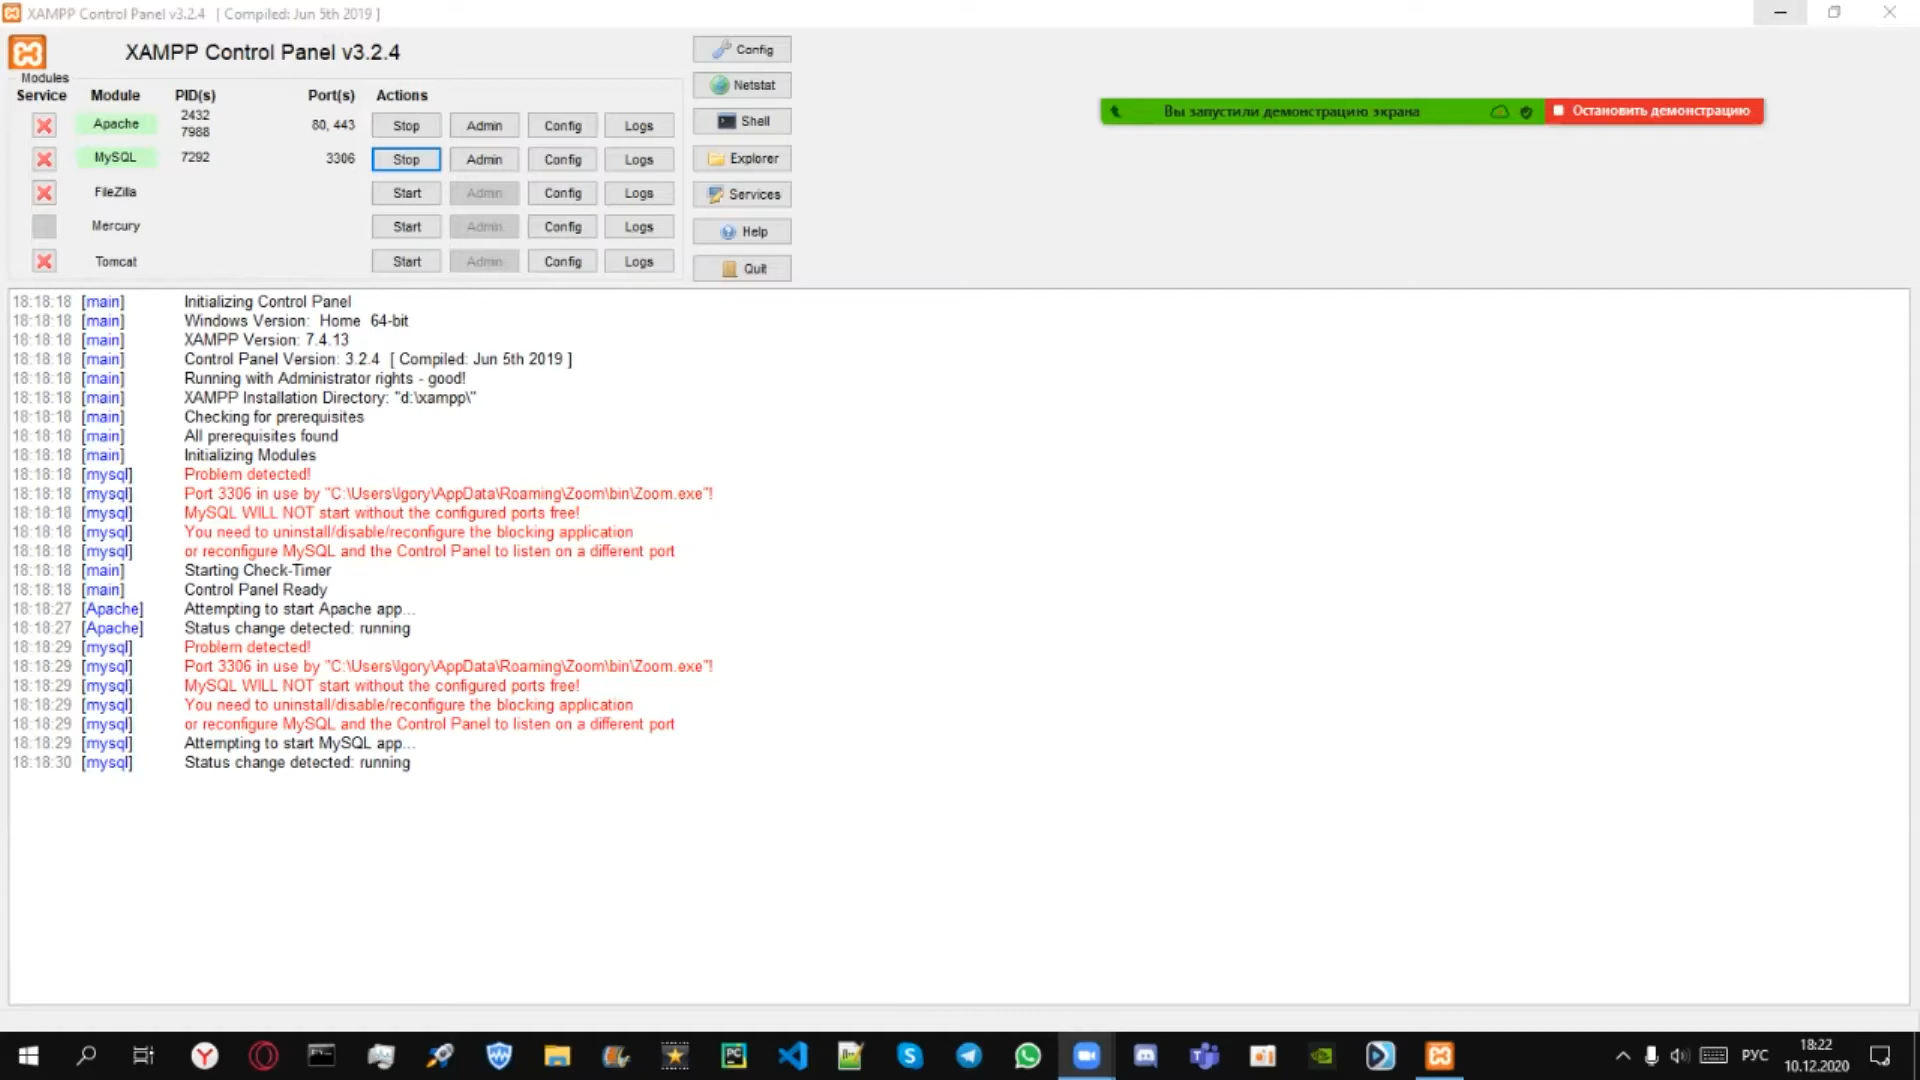 XAMPP Control Panel v3.2.4 [ Compiled: Jun 5th 2019 ]
XAMPP Control Panel v3.2.4
Config
Modules
Service Module PID(s) Port(s) Actions
Netstat
Apache 2432 7988 80, 443 Stop Admin Config Logs
Shell
Вы запустили демонстрацию экрана Остановить демонстрацию
MySQL 7292 3306 Stop Admin Config Logs
Explorer
FileZilla Start Admin Config Logs
Services
Mercury Start Admin Config Logs
Help
Tomcat Start Admin Config Logs
Quit
18:18:18 [main] Initializing Control Panel
18:18:18 [main] Windows Version: Home 64-bit
18:18:18 [main] XAMPP Version: 7.4.13
18:18:18 [main] Control Panel Version: 3.2.4 [ Compiled: Jun 5th 2019 ]
18:18:18 [main] Running with Administrator rights - good!
18:18:18 [main] XAMPP Installation Directory: "d:\xampp\"
18:18:18 [main] Checking for prerequisites
18:18:18 [main] All prerequisites found
18:18:18 [main] Initializing Modules
18:18:18 [mysql] Problem detected!
18:18:18 [mysql] Port 3306 in use by "C:\Users\Igory\AppData\Roaming\Zoom\bin\Zoom.exe"!
18:18:18 [mysql] MySQL WILL NOT start without the configured ports free!
18:18:18 [mysql] You need to uninstall/disable/reconfigure the blocking application
18:18:18 [mysql] or reconfigure MySQL and the Control Panel to listen on a different port
18:18:18 [main] Starting Check-Timer
18:18:18 [main] Control Panel Ready
18:18:27 [Apache] Attempting to start Apache app...
18:18:27 [Apache] Status change detected: running
18:18:29 [mysql] Problem detected!
18:18:29 [mysql] Port 3306 in use by "C:\Users\Igory\AppData\Roaming\Zoom\bin\Zoom.exe"!
18:18:29 [mysql] MySQL WILL NOT start without the configured ports free!
18:18:29 [mysql] You need to uninstall/disable/reconfigure the blocking application
18:18:29 [mysql] or reconfigure MySQL and the Control Panel to listen on a different port
18:18:29 [mysql] Attempting to start MySQL app...
18:18:30 [mysql] Status change detected: running
РУС
18:22
10.12.2020